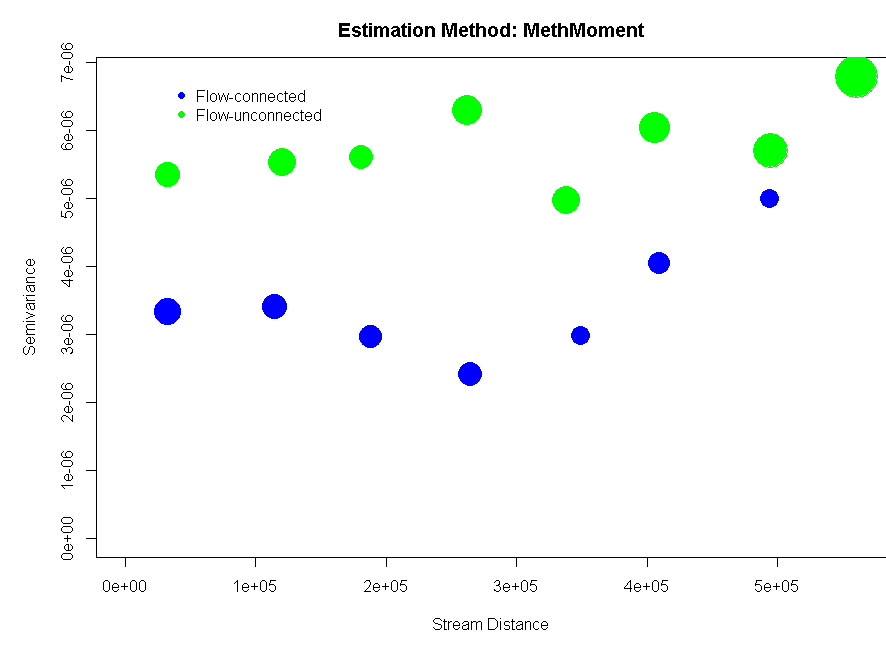 Estimation Method: MethMoment
7e-06
6e-06
5e-06
4e-06
3e-06
2e-06
1e-06
0e+00
Semivariance
Flow-connected
Flow-unconnected
0e+00 1e+05 2e+05 3e+05 4e+05 5e+05
Stream Distance